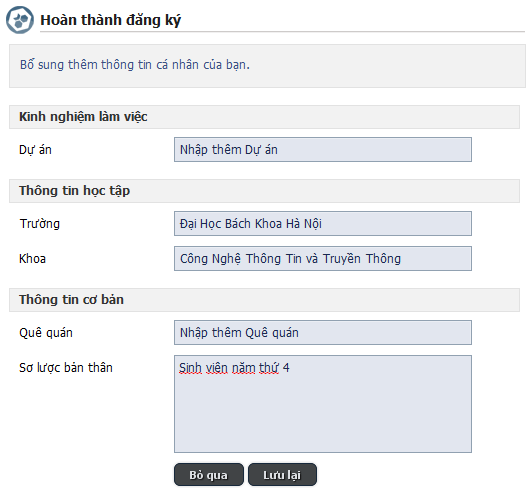 Hoàn thành đăng ký
Bổ sung thêm thông tin cá nhân của bạn.
Kinh nghiệm làm việc
Dự án Nhập thêm Dự án
Thông tin học tập
Trường Đại Học Bách Khoa Hà Nội
Khoa Công Nghệ Thông Tin và Truyền Thông
Thông tin cơ bản
Quê quán Nhập thêm Quê quán
Sơ lược bản thân Sinh viên năm thứ 4
Bỏ qua Lưu lại